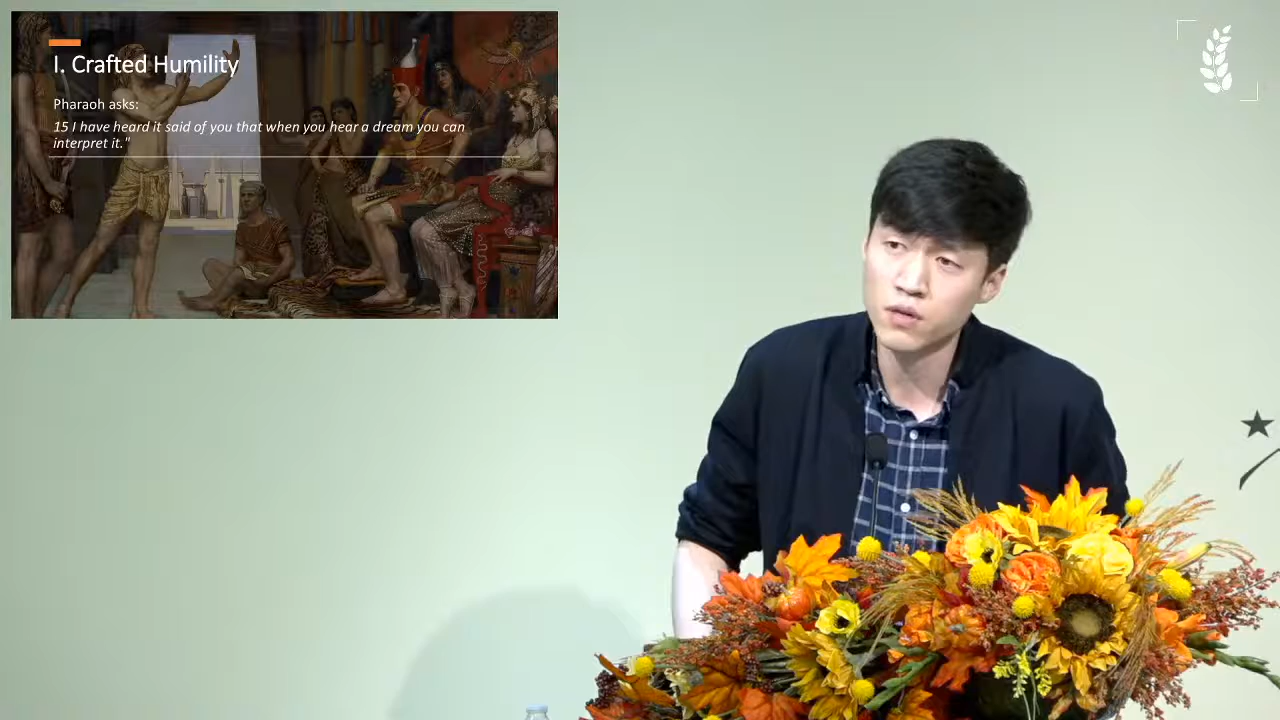 I. Crafted Humility
Pharaoh asks:
15 I have heard it said of you that when you hear a dream you can
interpret it."